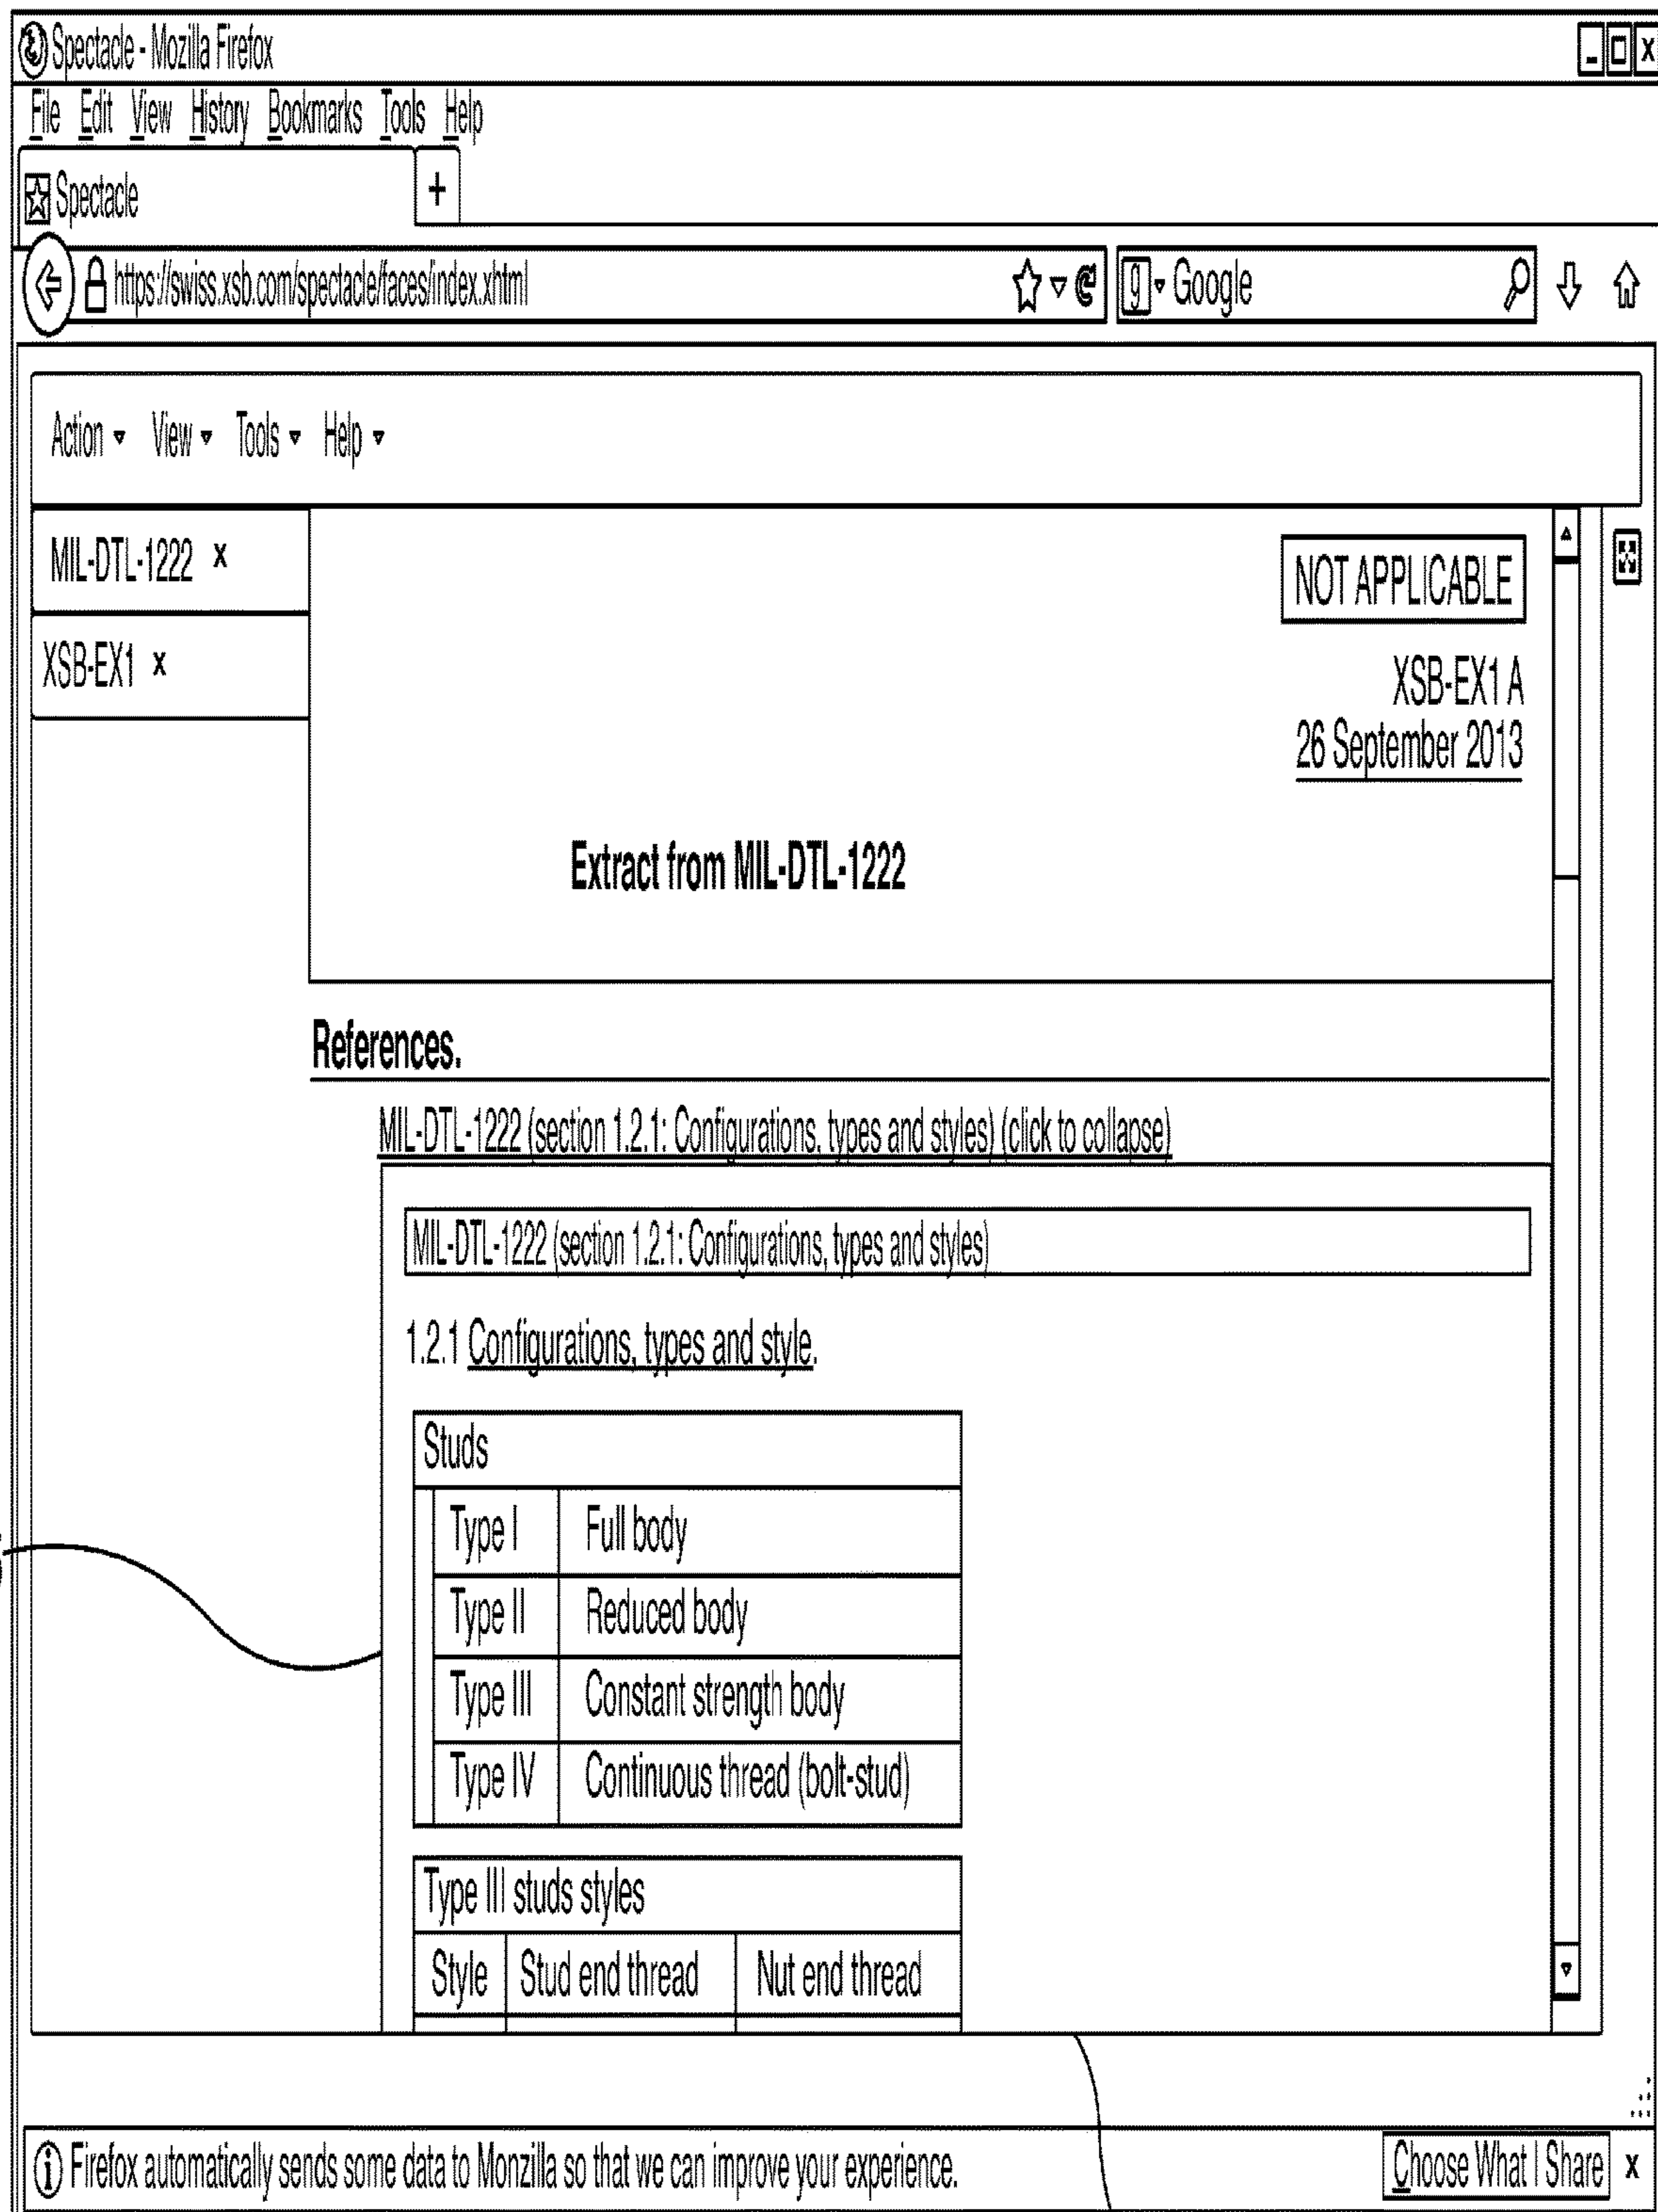 Spectacle - Mozilla Firefox
File Edit View History Bookmarks Tools Help
Spectacle +
https://swiss.xsb.com/spectacle/faces/index.xhtml g Google
Action View Tools Help
MIL-DTL-1222 x
XSB-EX1 x
NOT APPLICABLE
XSB-EX1 A
26 September 2013
Extract from MIL-DTL-1222
References.
MIL-DTL-1222 (section 1.2.1: Configurations, types and styles) (click to collapse)
MIL-DTL-1222 (section 1.2.1: Configurations, types and styles)
1.2.1 Configurations, types and style.
Studs
Type I Full body
Type II Reduced body
Type III Constant strength body
Type IV Continuous thread (bolt-stud)
Type III studs styles
Style Stud end thread Nut end thread
Firefox automatically sends some data to Monzilla so that we can improve your experience. Choose What I Share x